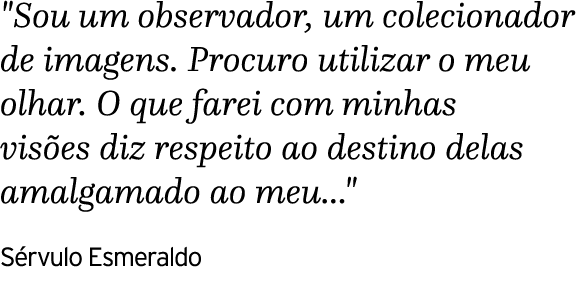 "Sou um observador, um colecionador
de imagens. Procuro utilizar o meu
olhar. O que farei com minhas
visões diz respeito ao destino delas
amalgamado ao meu..."
Sérvulo Esmeraldo